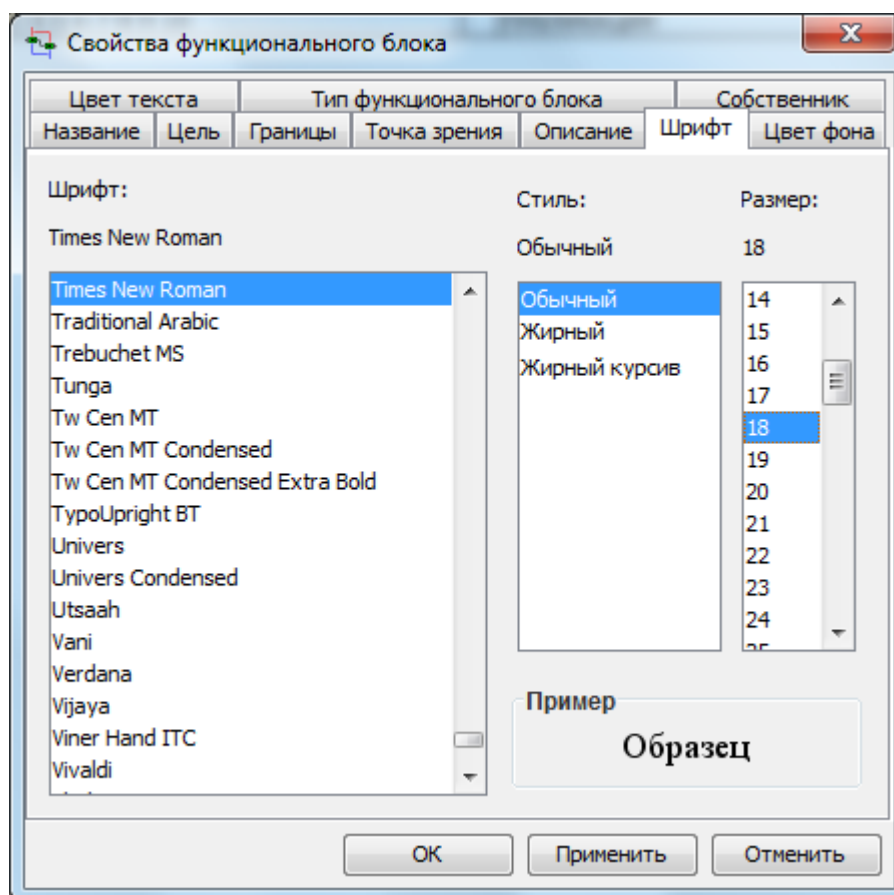 Свойства функционального блока
Цвет текста Тип функционального блока Собственник
Название Цель Границы Точка зрения Описание Шрифт Цвет фона
Шрифт:
Times New Roman
Times New Roman
Traditional Arabic
Trebuchet MS
Tunga
Tw Cen MT
Tw Cen MT Condensed
Tw Cen MT Condensed Extra Bold
TypoUpright BT
Univers
Univers Condensed
Utsaah
Vani
Verdana
Vijaya
Viner Hand ITC
Vivaldi
Стиль:
Обычный
Обычный
Жирный
Жирный курсив
Размер:
18
14
15
16
17
18
19
20
21
22
23
24
Пример
Образец
OK Применить Отменить